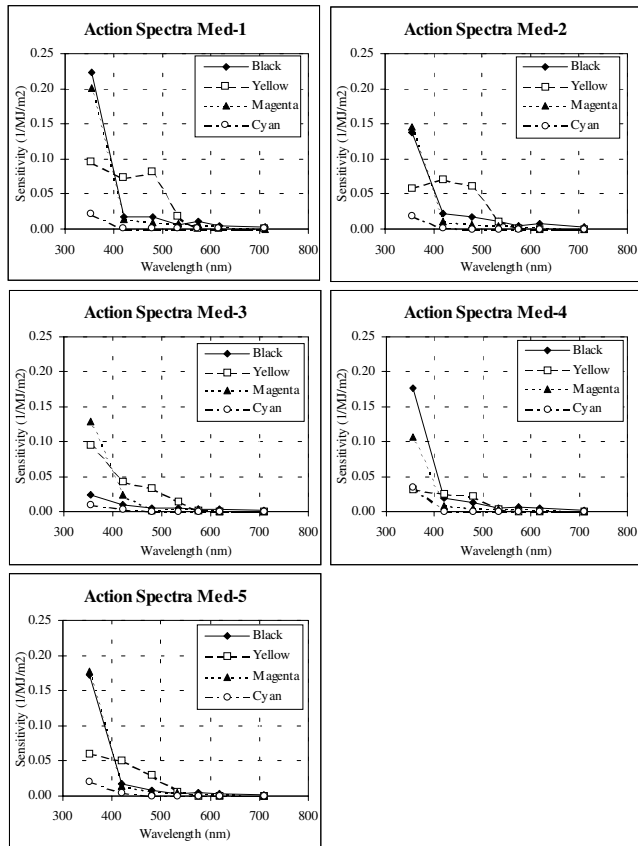 Action Spectra Med-1
Sensitivity (1/MJ/m2)
0.25
0.20
0.15
0.10
0.05
0.00
300 400 500 600 700 800
Wavelength (nm)
Black
Yellow
Magenta
Cyan
Action Spectra Med-2
Sensitivity (1/MJ/m2)
0.25
0.20
0.15
0.10
0.05
0.00
300 400 500 600 700 800
Wavelength (nm)
Black
Yellow
Magenta
Cyan
Action Spectra Med-3
Sensitivity (1/MJ/m2)
0.25
0.20
0.15
0.10
0.05
0.00
300 400 500 600 700 800
Wavelength (nm)
Black
Yellow
Magenta
Cyan
Action Spectra Med-4
Sensitivity (1/MJ/m2)
0.25
0.20
0.15
0.10
0.05
0.00
300 400 500 600 700 800
Wavelength (nm)
Black
Yellow
Magenta
Cyan
Action Spectra Med-5
Sensitivity (1/MJ/m2)
0.25
0.20
0.15
0.10
0.05
0.00
300 400 500 600 700 800
Wavelength (nm)
Black
Yellow
Magenta
Cyan